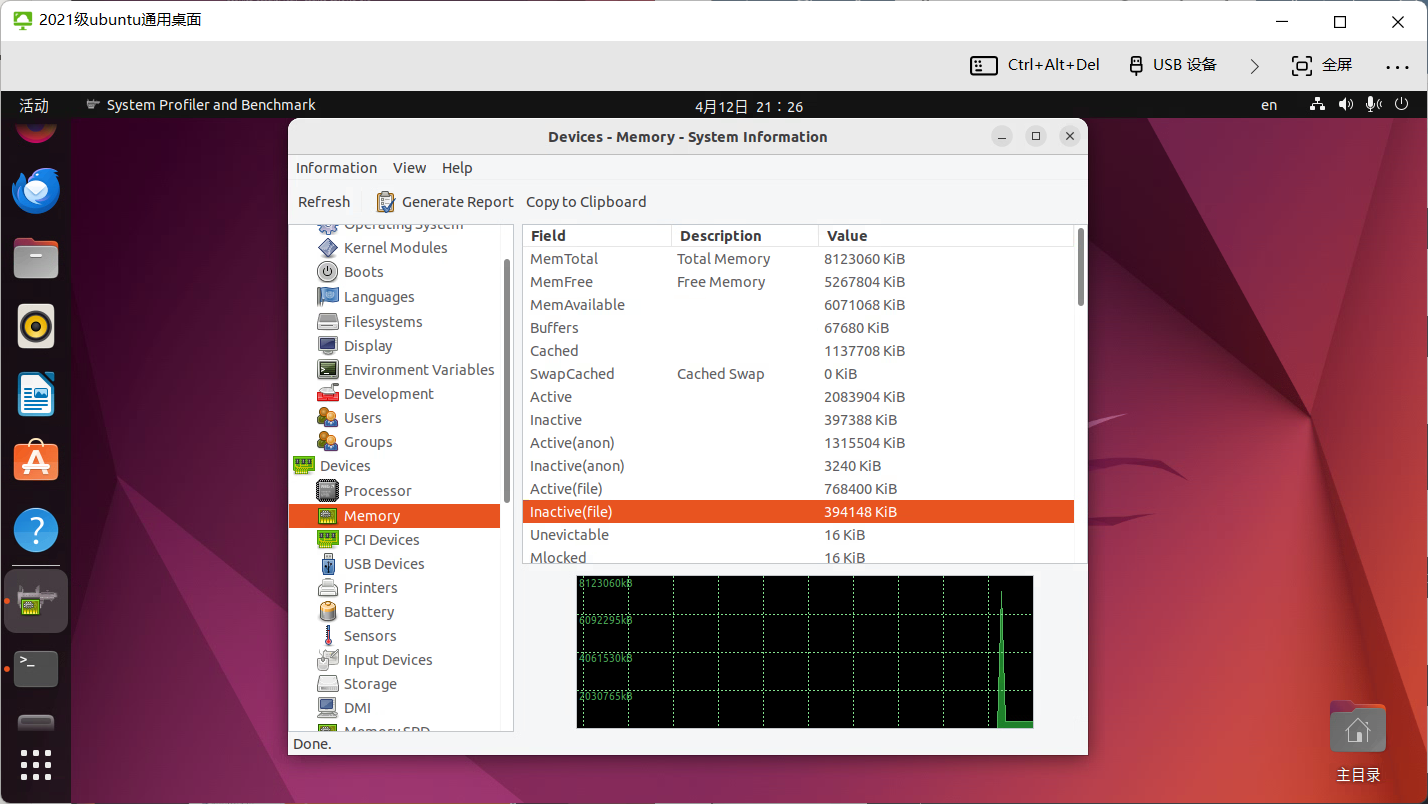 2021级ubuntu通用桌面
Ctrl+Alt+Del USB 设备 全屏
活动 System Profiler and Benchmark 4月12日 21：26 en
Devices - Memory - System Information
Information View Help
Refresh Generate Report Copy to Clipboard
Operating System
Kernel Modules
Boots
Languages
Filesystems
Display
Environment Variables
Development
Users
Groups
Devices
Processor
Memory
PCI Devices
USB Devices
Printers
Battery
Sensors
Input Devices
Storage
DMI
Memory SPD
Field Description Value
MemTotal Total Memory 8123060 KiB
MemFree Free Memory 5267804 KiB
MemAvailable 6071068 KiB
Buffers 67680 KiB
Cached 1137708 KiB
SwapCached Cached Swap 0 KiB
Active 2083904 KiB
Inactive 397388 KiB
Active(anon) 1315504 KiB
Inactive(anon) 3240 KiB
Active(file) 768400 KiB
Inactive(file) 394148 KiB
Unevictable 16 KiB
Mlocked 16 KiB
8123060kB
6092295kB
4061530kB
2030765kB
Done.
主目录